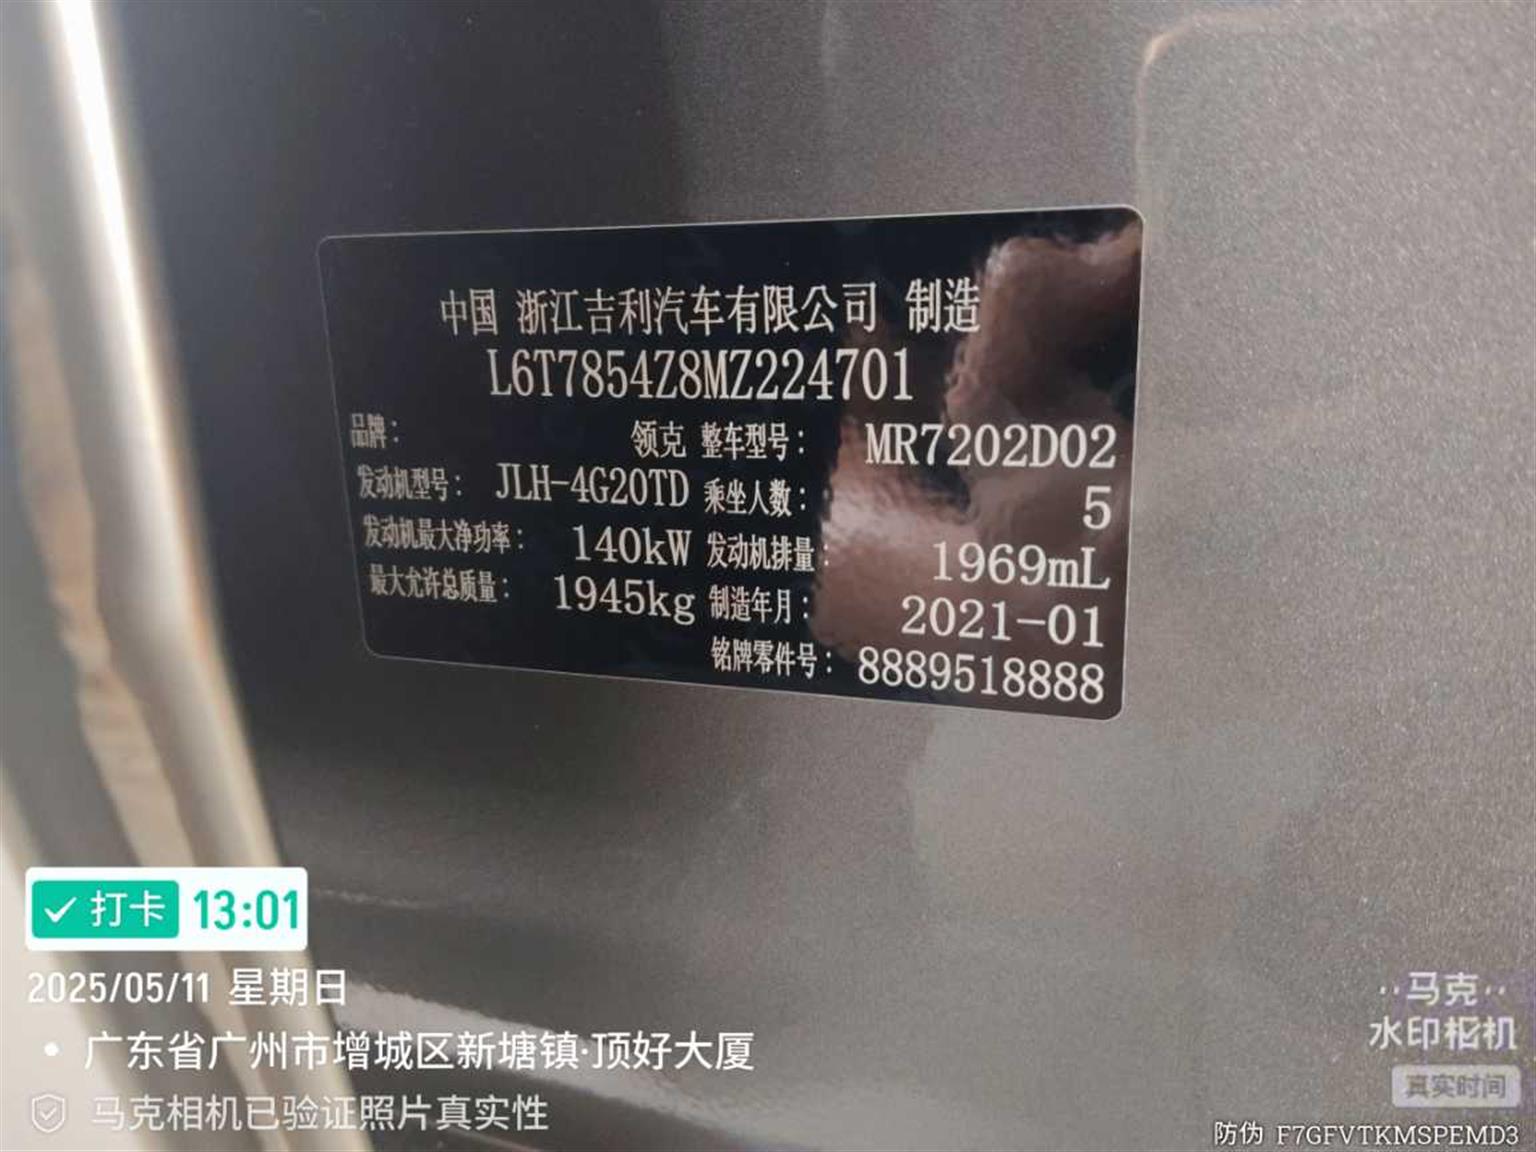 中国 浙江吉利汽车有限公司 制造
L6T7854Z8MZ224701
品牌： 领克 整车型号： MR7202D02
发动机型号： JLH-4G20TD 乘坐人数： 5
发动机最大净功率： 140kW 发动机排量： 1969mL
最大允许总质量： 1945kg 制造年月： 2021-01
铭牌零件号： 8889518888
打卡 13:01
2025/05/11 星期日
广东省广州市增城区新塘镇·顶好大厦
马克相机已验证照片真实性
马克
水印相机
真实时间
防伪 F7GFVTKMSPEMD3